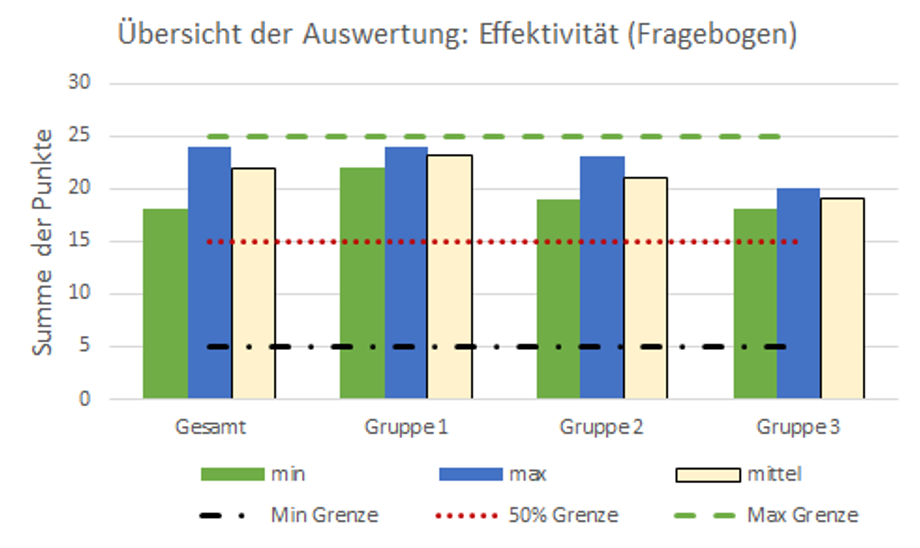 Übersicht der Auswertung: Effektivität (Fragebogen)
Summe der Punkte
30
25
20
15
10
5
0
Gesamt Gruppe 1 Gruppe 2 Gruppe 3
min max mittel
Min Grenze 50% Grenze Max Grenze